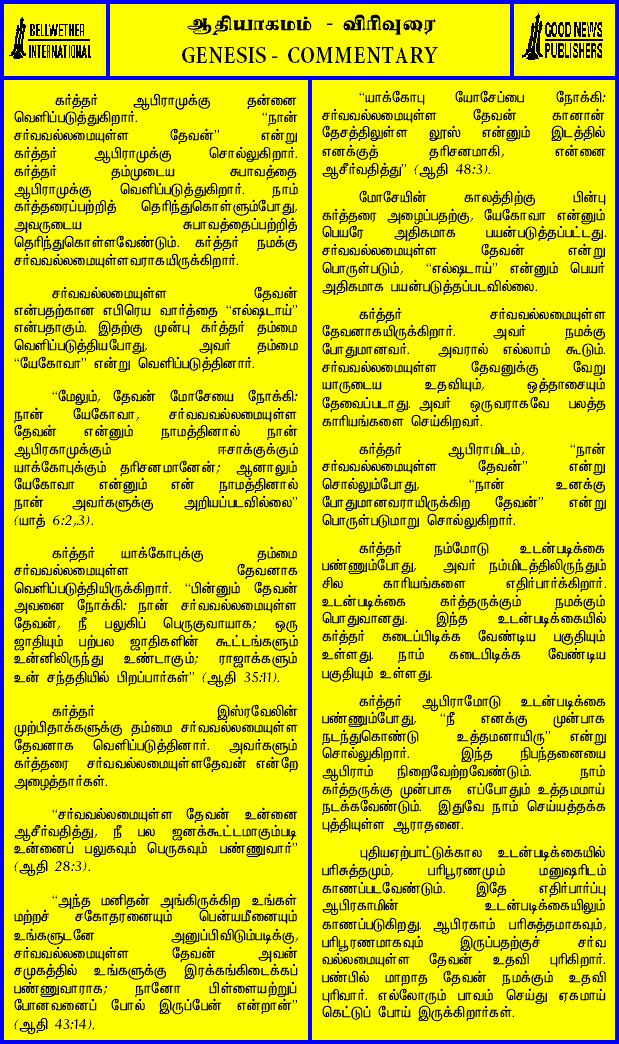 BELLWETHER
INTERNATIONAL
ஆதியாகமம் - விரிவுரை
GENESIS - COMMENTARY
GOOD NEWS
PUBLISHERS
கர்த்தர் ஆபிராமுக்கு தன்னை
வெளிப்படுத்துகிறார். “நான்
சர்வவல்லமையுள்ள தேவன்” என்று
கர்த்தர் ஆபிராமுக்கு சொல்லுகிறார்.
கர்த்தர் தம்முடைய சுபாவத்தை
ஆபிராமுக்கு வெளிப்படுத்துகிறார். நாம்
கர்த்தரைப்பற்றித் தெரிந்துகொள்ளும்போது,
அவருடைய சுபாவத்தைப்பற்றித்
தெரிந்துகொள்ளவேண்டும். கர்த்தர் நமக்கு
சர்வவல்லமையுள்ளவராகயிருக்கிறார்.
சர்வவல்லமையுள்ள தேவன்
என்பதற்கான எபிரெய வார்த்தை “எல்ஷடாய்”
என்பதாகும். இதற்கு முன்பு கர்த்தர் தம்மை
வெளிப்படுத்தியபோது, அவர் தம்மை
“யேகோவா” என்று வெளிப்படுத்தினார்.
“மேலும், தேவன் மோசேயை நோக்கி:
நான் யேகோவா, சர்வவல்லமையுள்ள
தேவன் என்னும் நாமத்தினால் நான்
ஆபிரகாமுக்கும் ஈசாக்குக்கும்
யாக்கோபுக்கும் தரிசனமானேன்; ஆனாலும்
யேகோவா என்னும் என் நாமத்தினால்
நான் அவர்களுக்கு அறியப்படவில்லை”
(யாத் 6:2,3).
கர்த்தர் யாக்கோபுக்கு தம்மை
சர்வவல்லமையுள்ள தேவனாக
வெளிப்படுத்தியிருக்கிறார். “பின்னும் தேவன்
அவனை நோக்கி: நான் சர்வவல்லமையுள்ள
தேவன், நீ பலுகிப் பெருகுவாயாக; ஒரு
ஜாதியும் பற்பல ஜாதிகளின் கூட்டங்களும்
உன்னிலிருந்து உண்டாகும்; ராஜாக்களும்
உன் சந்ததியில் பிறப்பார்கள்” (ஆதி 35:11).
கர்த்தர் இஸ்ரவேலின்
முற்பிதாக்களுக்கு தம்மை சர்வவல்லமையுள்ள
தேவனாக வெளிப்படுத்தினார். அவர்களும்
கர்த்தரை சர்வவல்லமையுள்ளதேவன் என்றே
அழைத்தார்கள்.
“சர்வவல்லமையுள்ள தேவன் உன்னை
ஆசீர்வதித்து, நீ பல ஜனக்கூட்டமாகும்படி
உன்னைப் பலுகவும் பெருகவும் பண்ணுவார்”
(ஆதி 28:3).
“அந்த மனிதன் அங்கிருக்கிற உங்கள்
மற்றச் சகோதரனையும் பென்யமீனையும்
உங்களுடனே அனுப்பிவிடும்படிக்கு,
சர்வவல்லமையுள்ள தேவன் அவன்
சமுகத்தில் உங்களுக்கு இரக்கங்கிடைக்கப்
பண்ணுவாராக; நானோ பிள்ளையற்றுப்
போனவனைப் போல் இருப்பேன் என்றான்”
(ஆதி 43:14).
“யாக்கோபு யோசேப்பை நோக்கி:
சர்வவல்லமையுள்ள தேவன் கானான்
தேசத்திலுள்ள லூஸ் என்னும் இடத்தில்
எனக்குத் தரிசனமாகி, என்னை
ஆசீர்வதித்து” (ஆதி 48:3).
மோசேயின் காலத்திற்கு பின்பு
கர்த்தரை அழைப்பதற்கு, யேகோவா என்னும்
பெயரே அதிகமாக பயன்படுத்தப்பட்டது.
சர்வவல்லமையுள்ள தேவன் என்று
பொருள்படும், “எல்ஷடாய்” என்னும் பெயர்
அதிகமாக பயன்படுத்தப்படவில்லை.
கர்த்தர் சர்வவல்லமையுள்ள
தேவனாகயிருக்கிறார். அவர் நமக்கு
போதுமானவர். அவரால் எல்லாம் கூடும்.
சர்வவல்லமையுள்ள தேவனுக்கு வேறு
யாருடைய உதவியும், ஒத்தாசையும்
தேவைப்படாது. அவர் ஒருவராகவே பலத்த
காரியங்களை செய்கிறவர்.
கர்த்தர் ஆபிராமிடம், “நான்
சர்வவல்லமையுள்ள தேவன்” என்று
சொல்லும்போது, “நான் உனக்கு
போதுமானவராயிருக்கிற தேவன்” என்று
பொருள்படுமாறு சொல்லுகிறார்.
கர்த்தர் நம்மோடு உடன்படிக்கை
பண்ணும்போது, அவர் நம்மிடத்திலிருந்தும்
சில காரியங்களை எதிர்பார்க்கிறார்.
உடன்படிக்கை கர்த்தருக்கும் நமக்கும்
பொதுவானது. இந்த உடன்படிக்கையில்
கர்த்தர் கடைப்பிடிக்க வேண்டிய பகுதியும்
உள்ளது. நாம் கடைபிடிக்க வேண்டிய
பகுதியும் உள்ளது.
கர்த்தர் ஆபிராமோடு உடன்படிக்கை
பண்ணும்போது, “நீ எனக்கு முன்பாக
நடந்துகொண்டு உத்தமனாயிரு” என்று
சொல்லுகிறார். இந்த நிபந்தனையை
ஆபிராம் நிறைவேற்றவேண்டும். நாம்
கர்த்தருக்கு முன்பாக எப்போதும் உத்தமமாய்
நடக்கவேண்டும். இதுவே நாம் செய்யத்தக்க
புத்தியுள்ள ஆராதனை.
புதியஏற்பாட்டுக்கால உடன்படிக்கையில்
பரிசுத்தமும், பரிபூரணமும் மனுஷரிடம்
காணப்படவேண்டும். இதே எதிர்பார்ப்பு
ஆபிரகாமின் உடன்படிக்கையிலும்
காணப்படுகிறது. ஆபிரகாம் பரிசுத்தமாகவும்,
பரிபூரணமாகவும் இருப்பதற்குச் சர்வ
வல்லமையுள்ள தேவன் உதவி புரிகிறார்.
பண்பில் மாறாத தேவன் நமக்கும் உதவி
புரிவார். எல்லோரும் பாவம் செய்து ஏகமாய்
கெட்டுப் போய் இருக்கிறார்கள்.